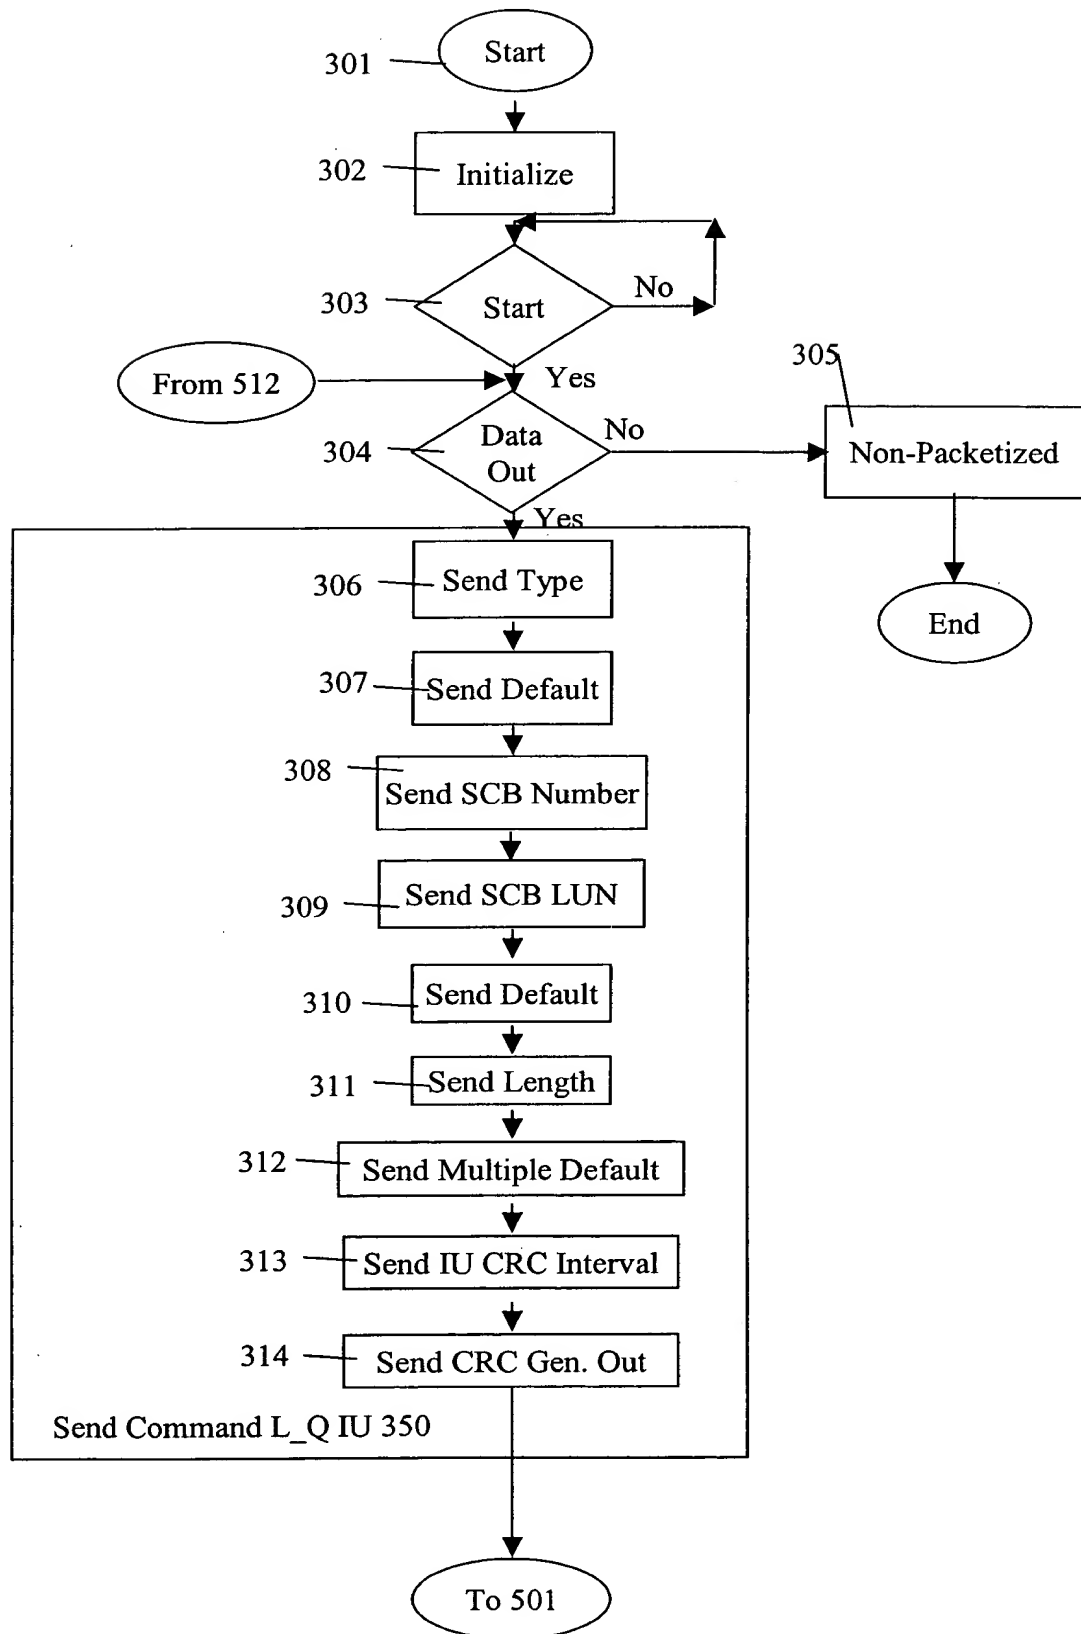 Start
301
302
Initialize
303
Start
No
From 512
Yes
305
304
Data
Out
No
Non-Packetized
Yes
306
Send Type
End
307
Send Default
308
Send SCB Number
309
Send SCB LUN
310
Send Default
311
Send Length
312
Send Multiple Default
313
Send IU CRC Interval
314
Send CRC Gen. Out
Send Command L_Q IU 350
To 501